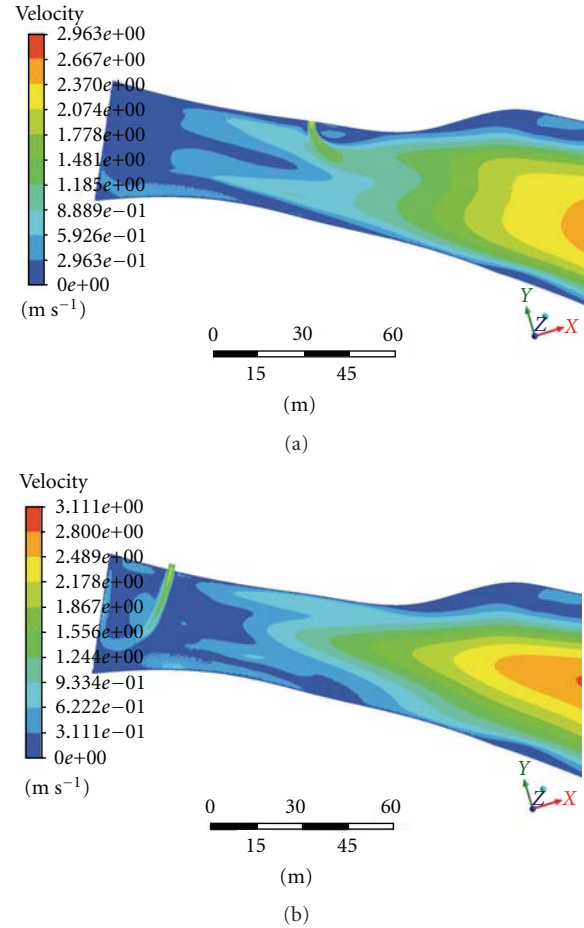 Velocity
2.963e+00
2.667e+00
2.370e+00
2.074e+00
1.778e+00
1.481e+00
1.185e+00
8.889e−01
5.926e−01
2.963e−01
0e+00
(m s−1)
Y
Z
X
0 30 60
15 45
(m)
(a)
Velocity
3.111e+00
2.800e+00
2.489e+00
2.178e+00
1.867e+00
1.556e+00
1.244e+00
9.334e−01
6.222e−01
3.111e−01
0e+00
(m s−1)
Y
Z
X
0 30 60
15 45
(m)
(b)